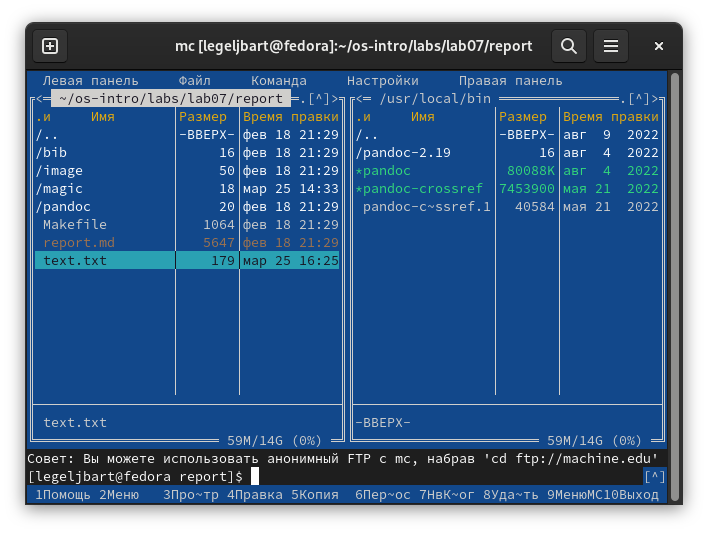 mc [legeljbart@fedora]:~/os-intro/labs/lab07/report
Левая панель Файл Команда Настройки Правая панель
<─ ~/os-intro/labs/lab07/report ─.[^]> <─ /usr/local/bin ─.[^]>
.и Имя Размер Время правки .и Имя Размер Время правки
/.. -ВВЕРХ- фев 18 21:29 /.. -ВВЕРХ- авг 9 2022
/bib 16 фев 18 21:29 /pandoc-2.19 16 авг 4 2022
/image 50 фев 18 21:29 *pandoc 80088K авг 4 2022
/magic 18 мар 25 14:33 *pandoc-crossref 7453900 мая 21 2022
/pandoc 20 фев 18 21:29 pandoc-c~ssref.1 40584 мая 21 2022
Makefile 1064 фев 18 21:29
report.md 5647 фев 18 21:29
text.txt 179 мар 25 16:25
text.txt -ВВЕРХ-
59M/14G (0%) 59M/14G (0%)
Совет: Вы можете использовать анонимный FTP с mc, набрав 'cd ftp://machine.edu'
[legeljbart@fedora report]$ [^]
1Помощь 2Меню 3Про~тр 4Правка 5Копия 6Пер~ос 7НвК~ог 8Уда~ть 9МенюMC10Выход